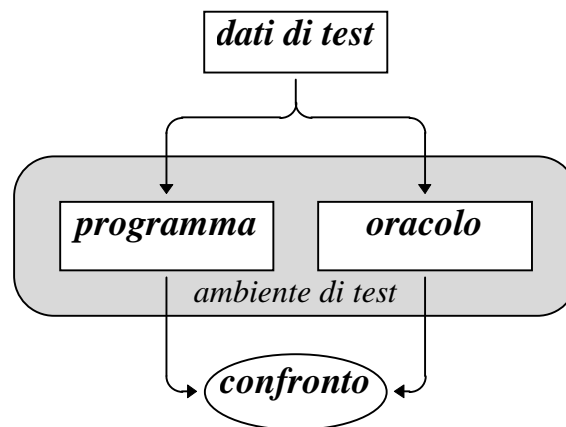 dati di test
programma
oracolo
ambiente di test
confronto